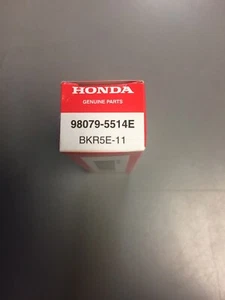 HONDA
GENUINE PARTS
98079-5514E
BKR5E-11